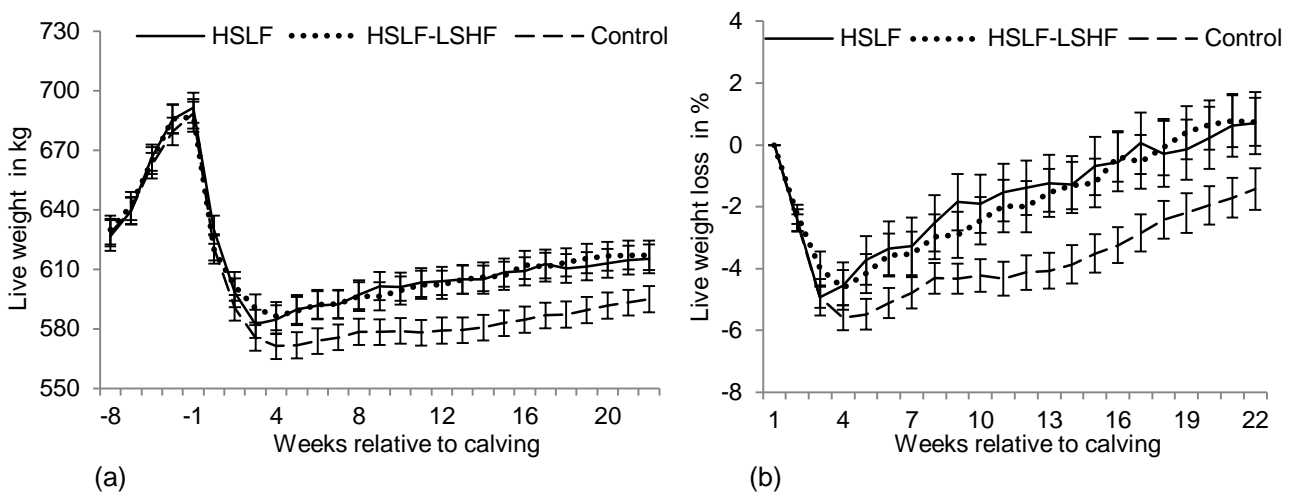 730
700
670
640
610
580
550
Live weight in kg
HSLF HSLF-LSHF Control
-8 -1 4 8 12 16 20
Weeks relative to calving
(a)
4
2
0
-2
-4
-6
-8
Live weight loss in %
HSLF HSLF-LSHF Control
1 4 7 10 13 16 19 22
Weeks relative to calving
(b)